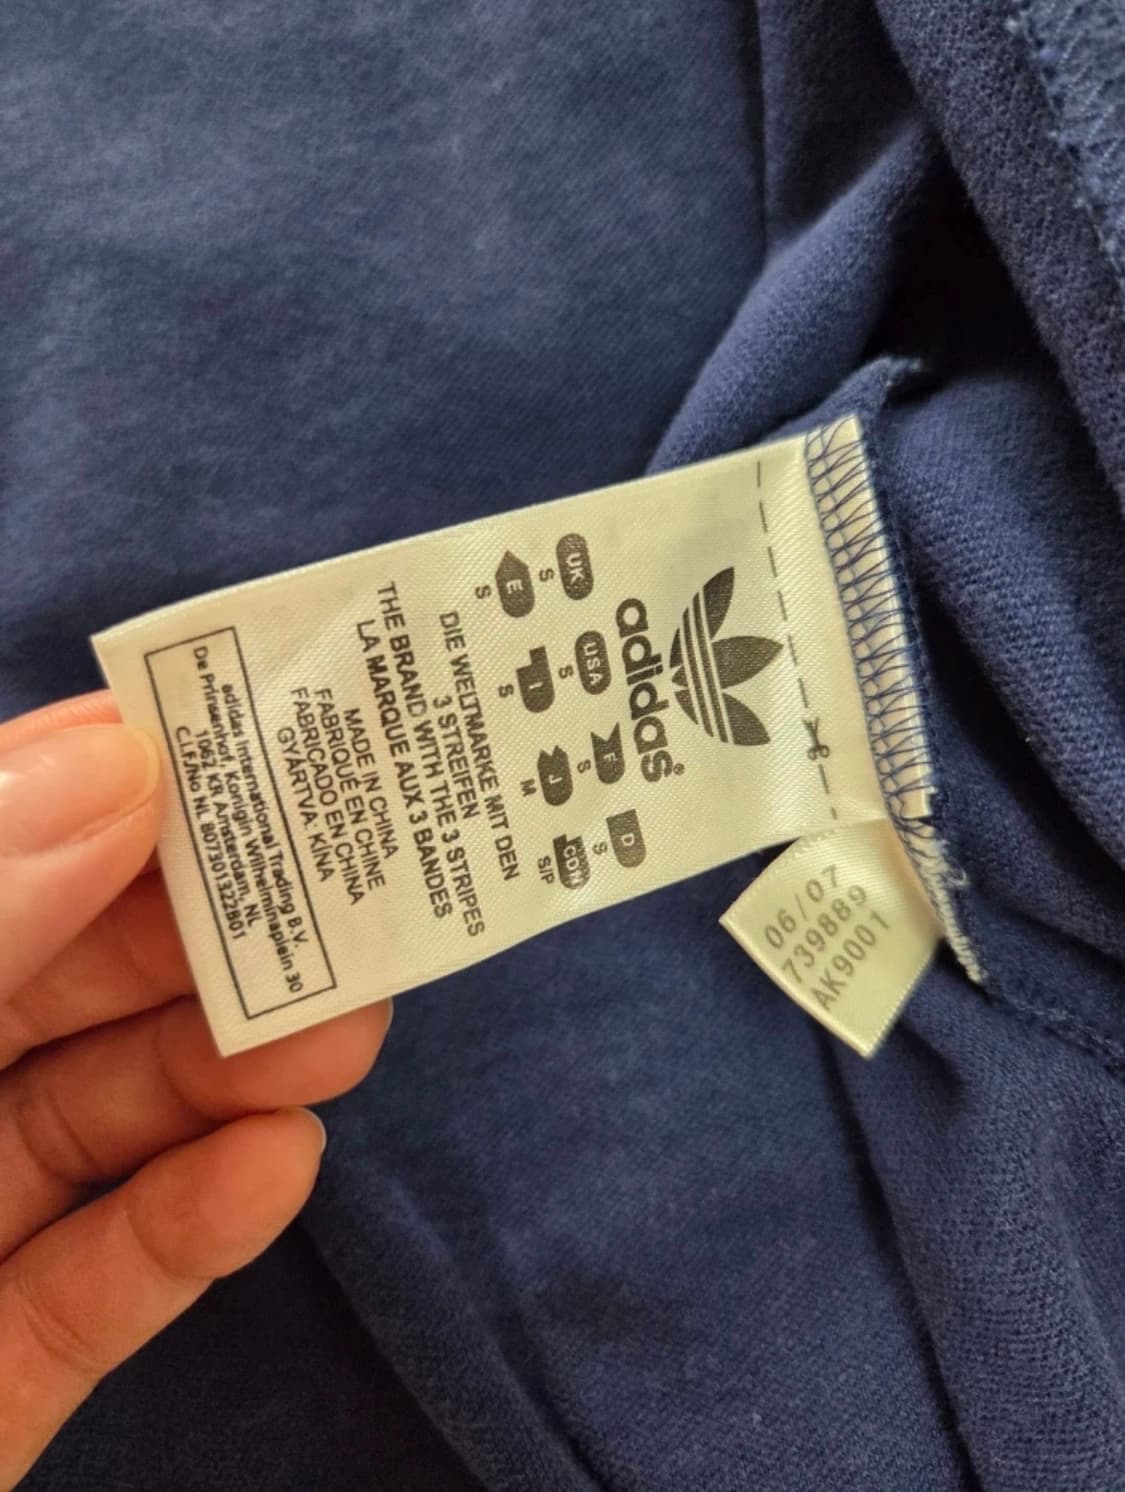 adidas®
UK
S
USA
S
F
S
D
S
E
S
I
S
J
M
CDN
S/P
DIE WELTMARKE MIT DEN
3 STREIFEN
THE BRAND WITH THE 3 STRIPES
LA MARQUE AUX 3 BANDES
MADE IN CHINA
FABRIQUÉ EN CHINE
FABRICADO EN CHINA
GYÁRTVA: KÍNA
adidas International Trading B.V.
De Prinsenhof, Konigin Wilhelminaplein 30
1062 KR Amsterdam, NL
C.I.F./No NL 807301322B01
06/07
739889
AK9001